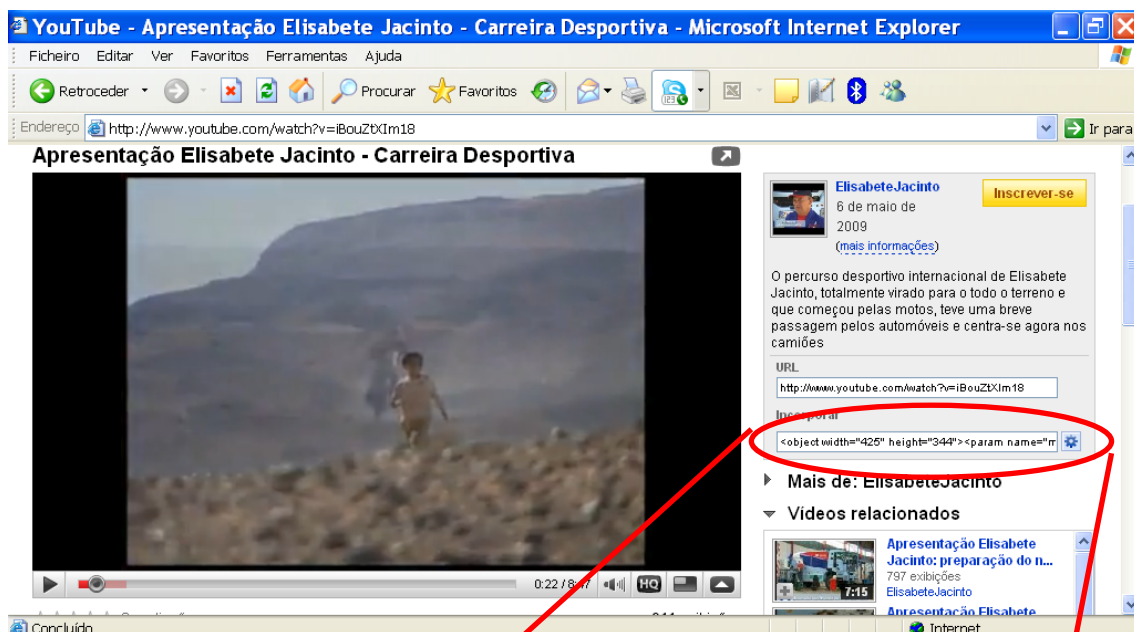 YouTube - Apresentação Elisabete Jacinto - Carreira Desportiva - Microsoft Internet Explorer
Ficheiro Editar Ver Favoritos Ferramentas Ajuda
Retroceder Procurar Favoritos
Endereço http://www.youtube.com/watch?v=iBouZtXIm18 Ir para
Apresentação Elisabete Jacinto - Carreira Desportiva
ElisabeteJacinto
6 de maio de
2009
(mais informações)
Inscrever-se
O percurso desportivo internacional de Elisabete
Jacinto, totalmente virado para o todo o terreno e
que começou pelas motos, teve uma breve
passagem pelos automóveis e centra-se agora nos
camiões
URL
http://www.youtube.com/watch?v=iBouZtXIm18
Incorporar
<object width="425" height="344"><param name="m
Mais de: ElisabeteJacinto
Vídeos relacionados
Apresentação Elisabete
Jacinto: preparação do n...
797 exibições
ElisabeteJacinto
7:15
Apresentação Elisabete
0:22 / 8:47 HQ
Concluído Internet